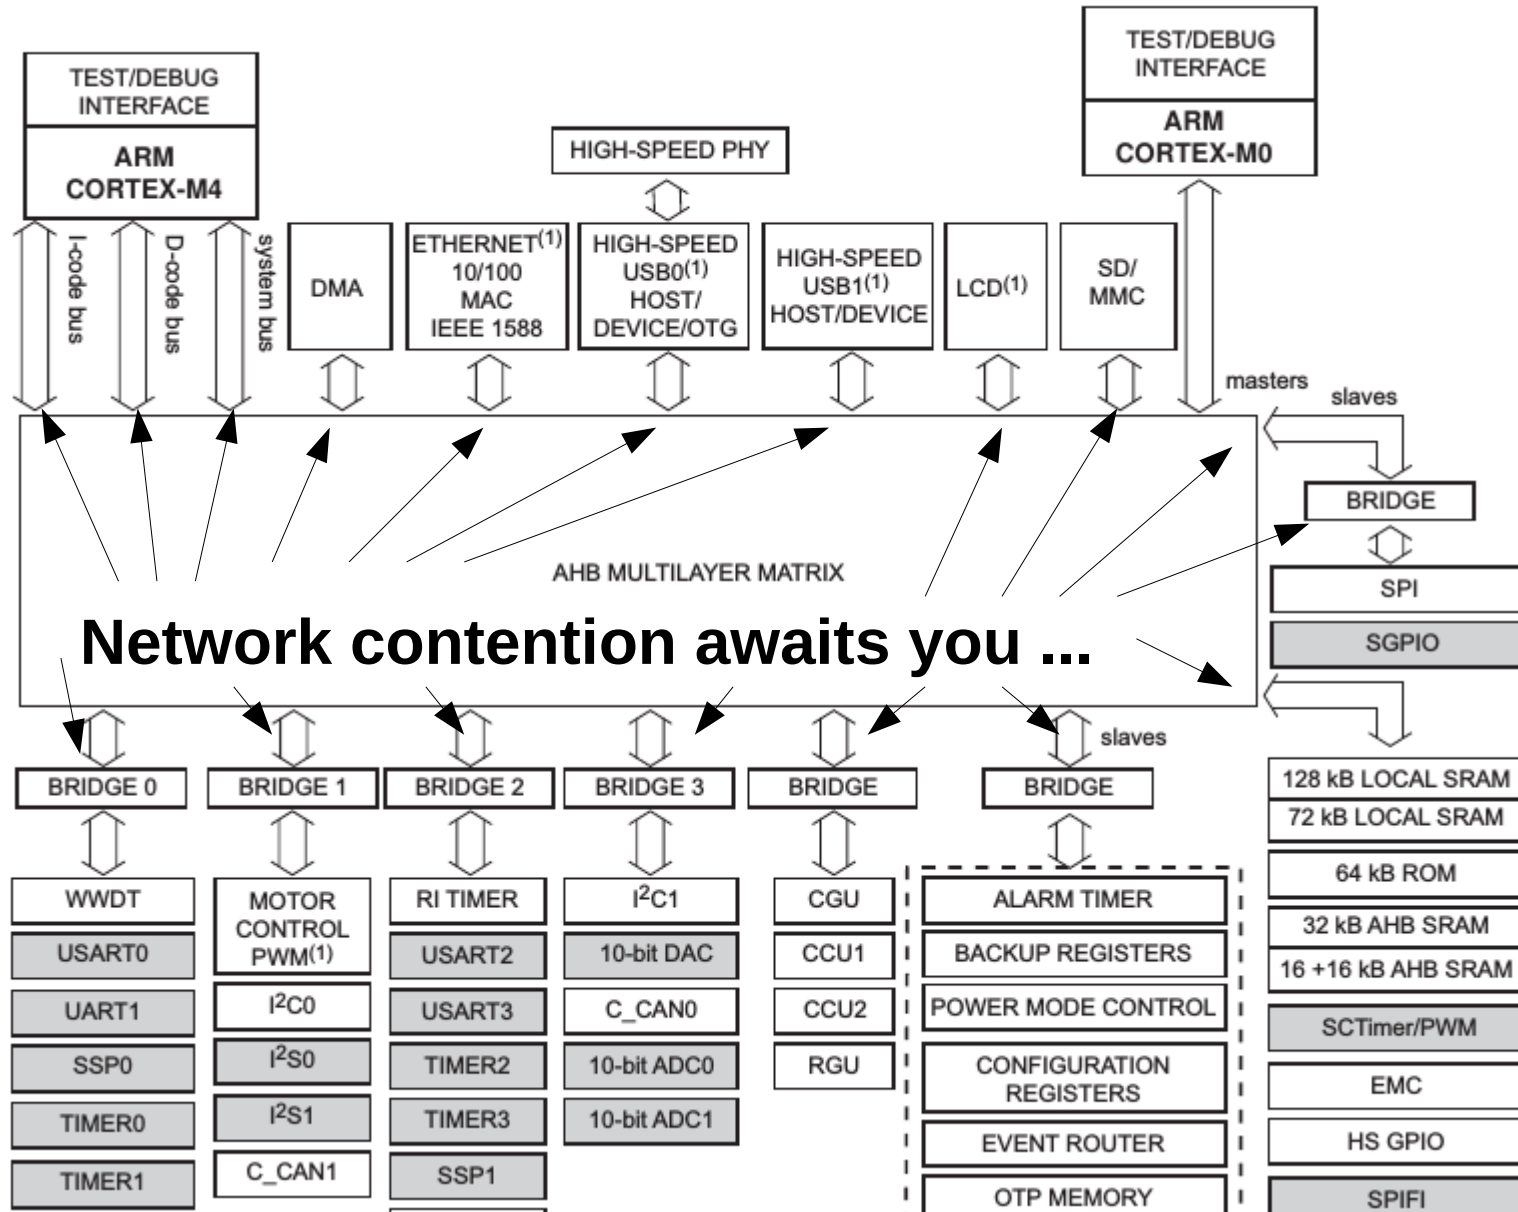 TEST/DEBUG
INTERFACE
ARM
CORTEX-M4
TEST/DEBUG
INTERFACE
ARM
CORTEX-M0
HIGH-SPEED PHY
I-code bus
D-code bus
system bus
DMA
ETHERNET(1)
10/100
MAC
IEEE 1588
HIGH-SPEED
USB0(1)
HOST/
DEVICE/OTG
HIGH-SPEED
USB1(1)
HOST/DEVICE
LCD(1)
SD/
MMC
masters
slaves
BRIDGE
SPI
SGPIO
AHB MULTILAYER MATRIX
Network contention awaits you ...
slaves
BRIDGE 0
BRIDGE 1
BRIDGE 2
BRIDGE 3
BRIDGE
BRIDGE
WWDT
USART0
UART1
SSP0
TIMER0
TIMER1
MOTOR
CONTROL
PWM(1)
I2C0
I2S0
I2S1
C_CAN1
RI TIMER
USART2
USART3
TIMER2
TIMER3
SSP1
I2C1
10-bit DAC
C_CAN0
10-bit ADC0
10-bit ADC1
CGU
CCU1
CCU2
RGU
ALARM TIMER
BACKUP REGISTERS
POWER MODE CONTROL
CONFIGURATION
REGISTERS
EVENT ROUTER
OTP MEMORY
128 kB LOCAL SRAM
72 kB LOCAL SRAM
64 kB ROM
32 kB AHB SRAM
16 +16 kB AHB SRAM
SCTimer/PWM
EMC
HS GPIO
SPIFI